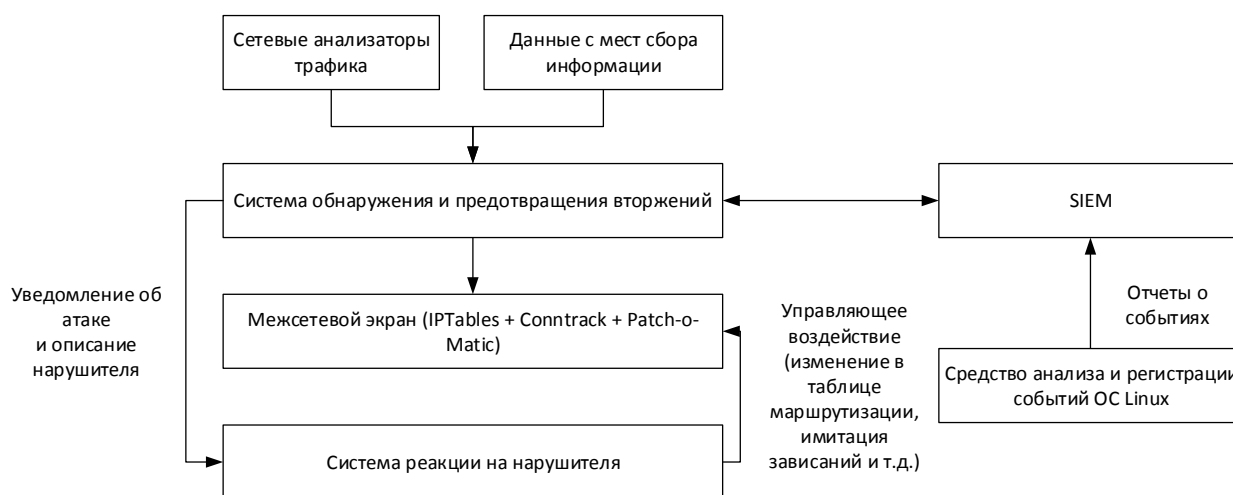 Сетевые анализаторы
трафика
Данные с мест сбора
информации
Система обнаружения и предотвращения вторжений
SIEM
Уведомление об
атаке
и описание
нарушителя
Межсетевой экран (IPTables + Conntrack + Patch-o-
Matic)
Управляющее
воздействие
(изменение в
таблице
маршрутизации,
имитация
зависаний и т.д.)
Отчеты о
событиях
Средство анализа и регистрации
событий ОС Linux
Система реакции на нарушителя